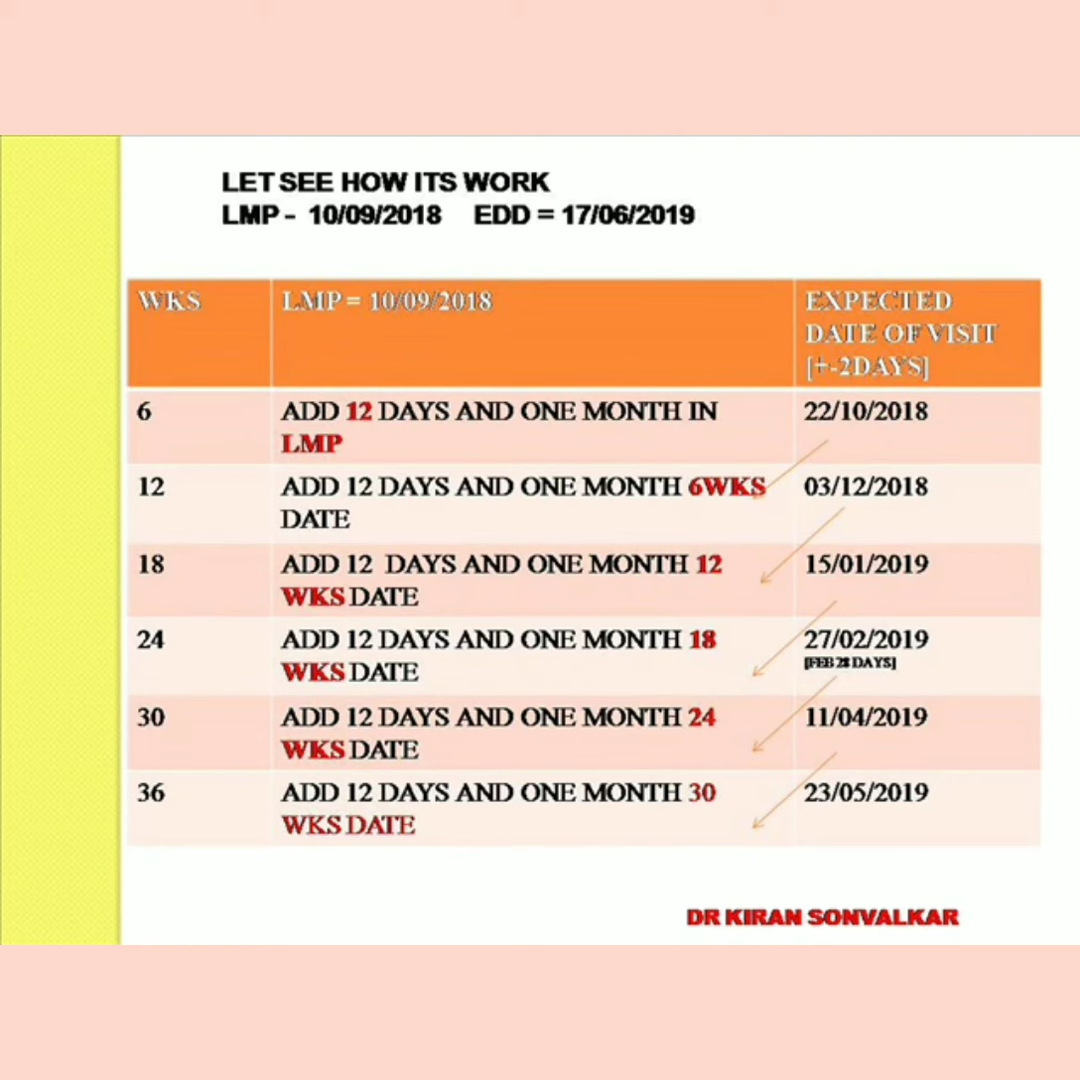 LET SEE HOW ITS WORK
LMP - 10/09/2018 EDD = 17/06/2019
WKS
LMP = 10/09/2018
EXPECTED
DATE OF VISIT
[+-2DAYS]
6
ADD 12 DAYS AND ONE MONTH IN
LMP
22/10/2018
12
ADD 12 DAYS AND ONE MONTH 6WKS
DATE
03/12/2018
18
ADD 12 DAYS AND ONE MONTH 12
WKS DATE
15/01/2019
24
ADD 12 DAYS AND ONE MONTH 18
WKS DATE
27/02/2019
[FEB 28 DAYS]
30
ADD 12 DAYS AND ONE MONTH 24
WKS DATE
11/04/2019
36
ADD 12 DAYS AND ONE MONTH 30
WKS DATE
23/05/2019
DR KIRAN SONVALKAR